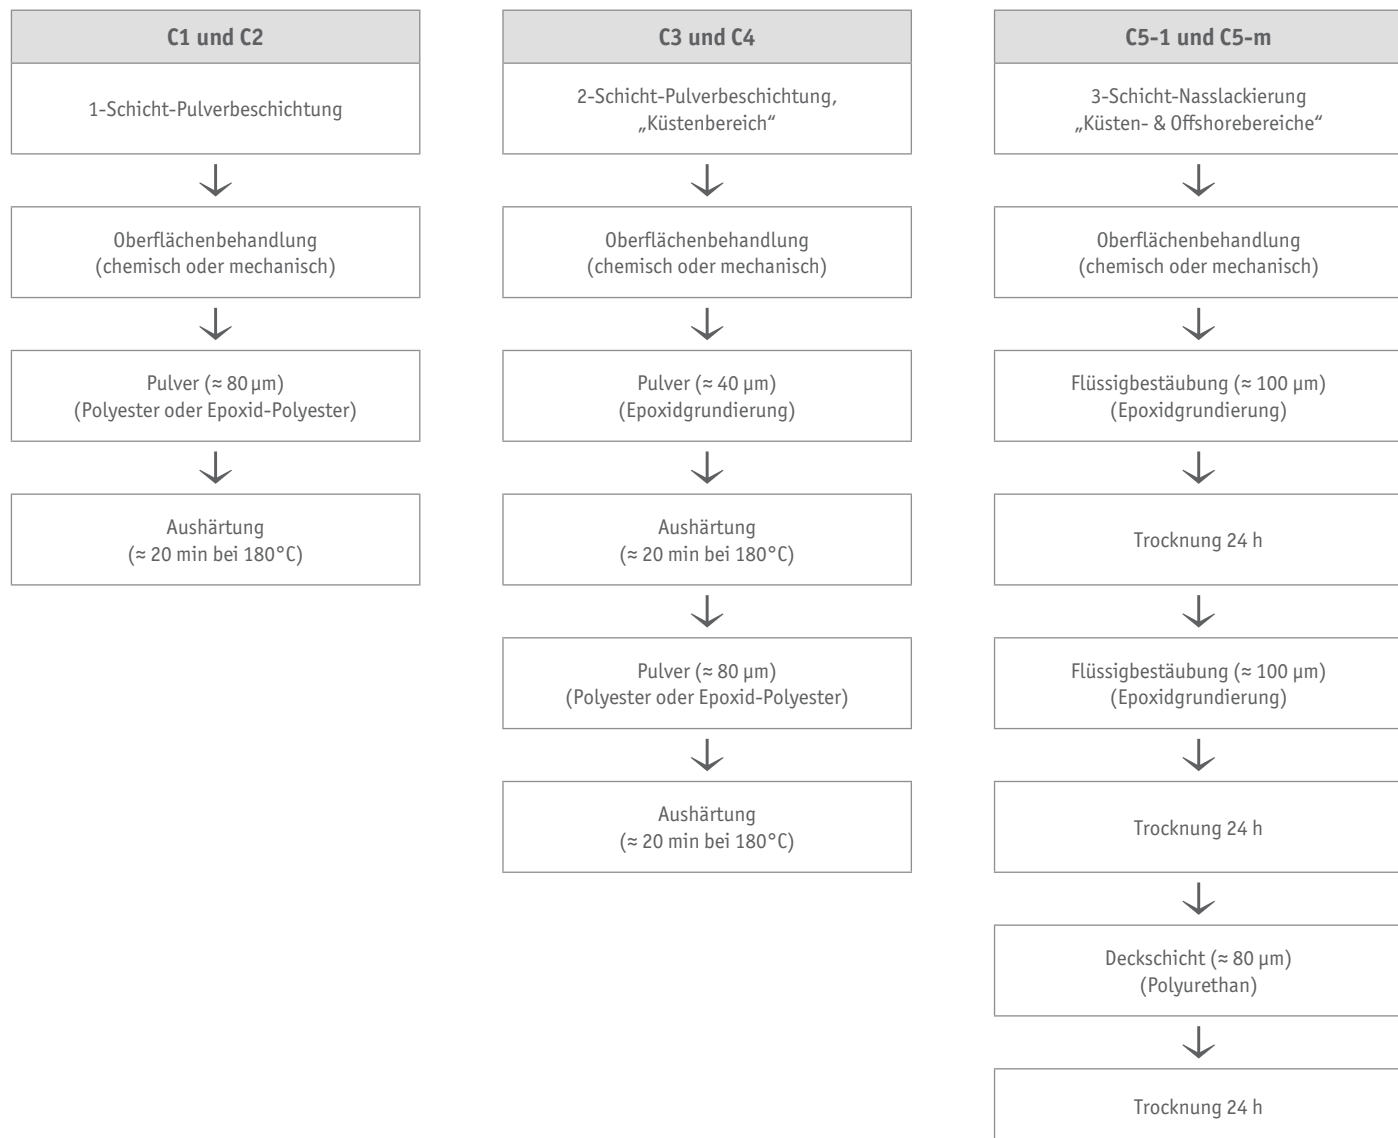 C1 und C2
1-Schicht-Pulverbeschichtung
Oberflächenbehandlung
(chemisch oder mechanisch)
Pulver (≈ 80 µm)
(Polyester oder Epoxid-Polyester)
Aushärtung
(≈ 20 min bei 180°C)
C3 und C4
2-Schicht-Pulverbeschichtung,
„Küstenbereich“
Oberflächenbehandlung
(chemisch oder mechanisch)
Pulver (≈ 40 µm)
(Epoxidgrundierung)
Aushärtung
(≈ 20 min bei 180°C)
Pulver (≈ 80 µm)
(Polyester oder Epoxid-Polyester)
Aushärtung
(≈ 20 min bei 180°C)
C5-1 und C5-m
3-Schicht-Nasslackierung
„Küsten- & Offshorebereiche“
Oberflächenbehandlung
(chemisch oder mechanisch)
Flüssigbestäubung (≈ 100 µm)
(Epoxidgrundierung)
Trocknung 24 h
Flüssigbestäubung (≈ 100 µm)
(Epoxidgrundierung)
Trocknung 24 h
Deckschicht (≈ 80 µm)
(Polyurethan)
Trocknung 24 h